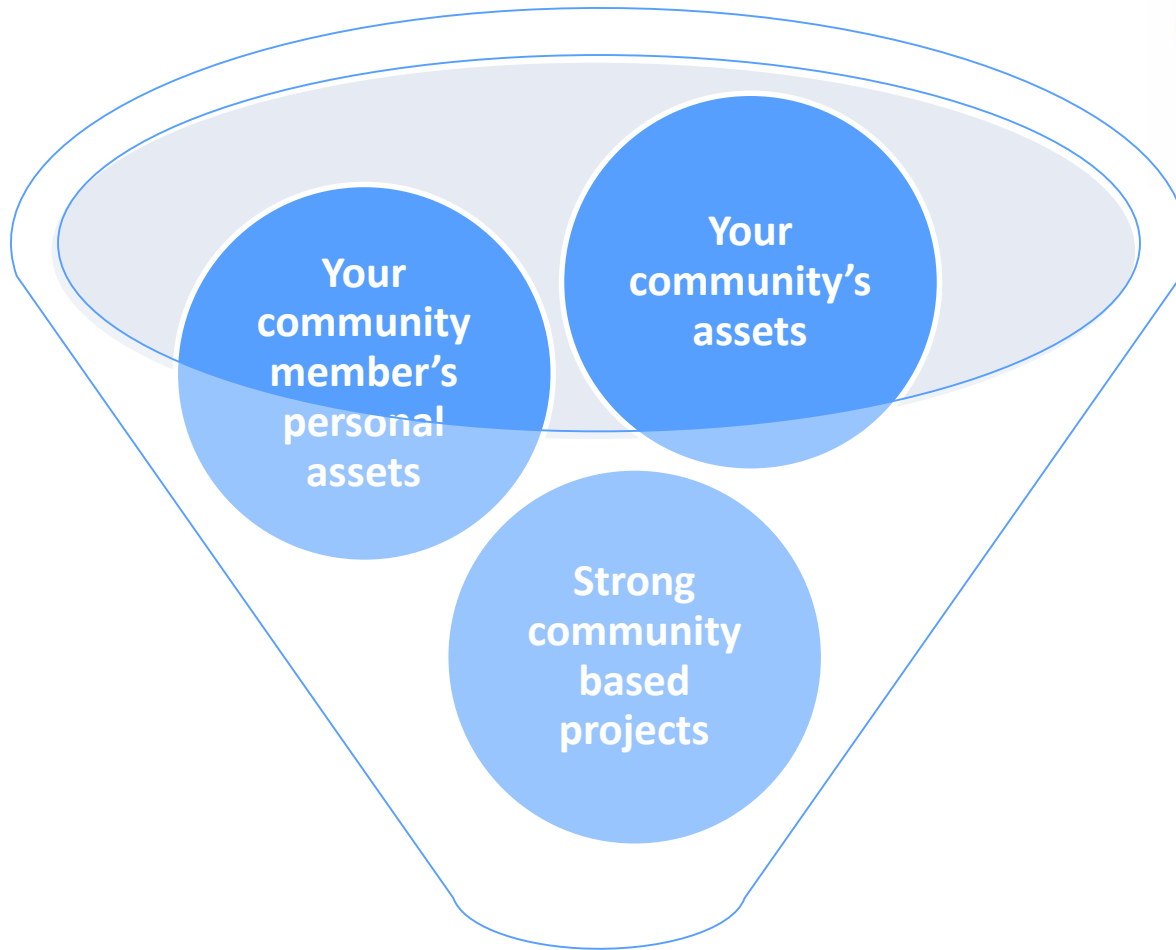 Your
community
member’s
personal
assets
Your
community’s
assets
Strong
community
based
projects